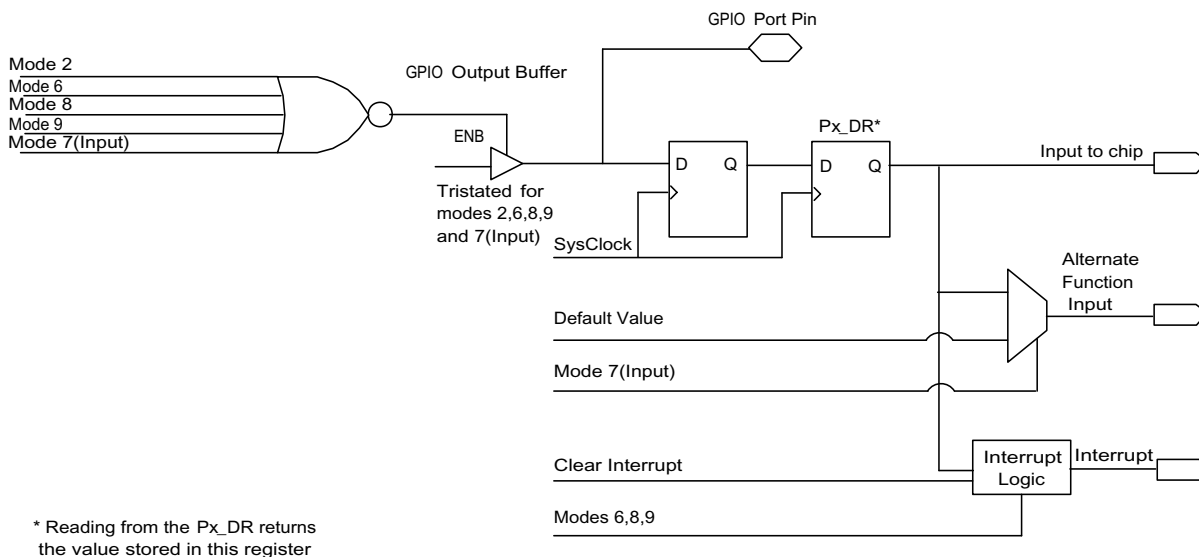 GPIO Port Pin
Mode 2
GPIO Output Buffer
Mode 6
Mode 8
Mode 9
Mode 7(Input)
ENB
Px_DR*
D
Q
D
Q
Input to chip
Tristated for
modes 2,6,8,9
and 7(Input)
SysClock
Alternate
Function
Input
Default Value
Mode 7(Input)
Clear Interrupt
Interrupt
Logic
Interrupt
Modes 6,8,9
* Reading from the Px_DR returns
the value stored in this register